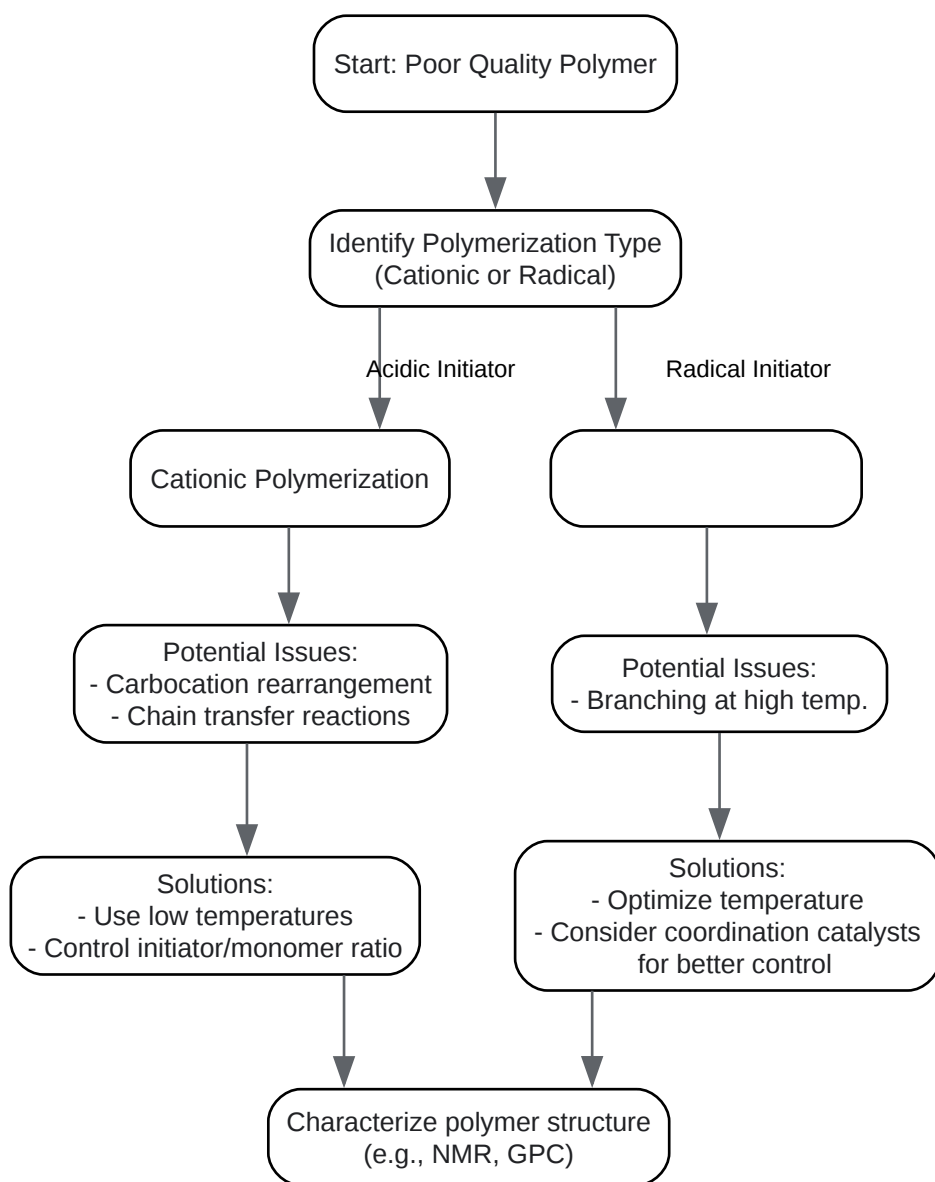 Start: Poor Quality Polymer
Identify Polymerization Type
(Cationic or Radical)
Acidic Initiator
Radical Initiator
Cationic Polymerization
Potential Issues:
- Carbocation rearrangement
- Chain transfer reactions
Potential Issues:
- Branching at high temp.
Solutions:
- Use low temperatures
- Control initiator/monomer ratio
Solutions:
- Optimize temperature
- Consider coordination catalysts
for better control
Characterize polymer structure
(e.g., NMR, GPC)